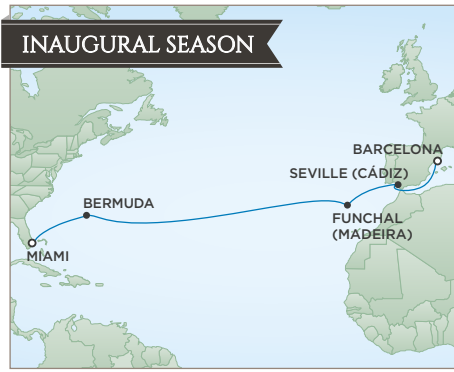 INAUGURAL SEASON
BARCELONA
SEVILLE (CÁDIZ)
BERMUDA
FUNCHAL
(MADEIRA)
MIAMI